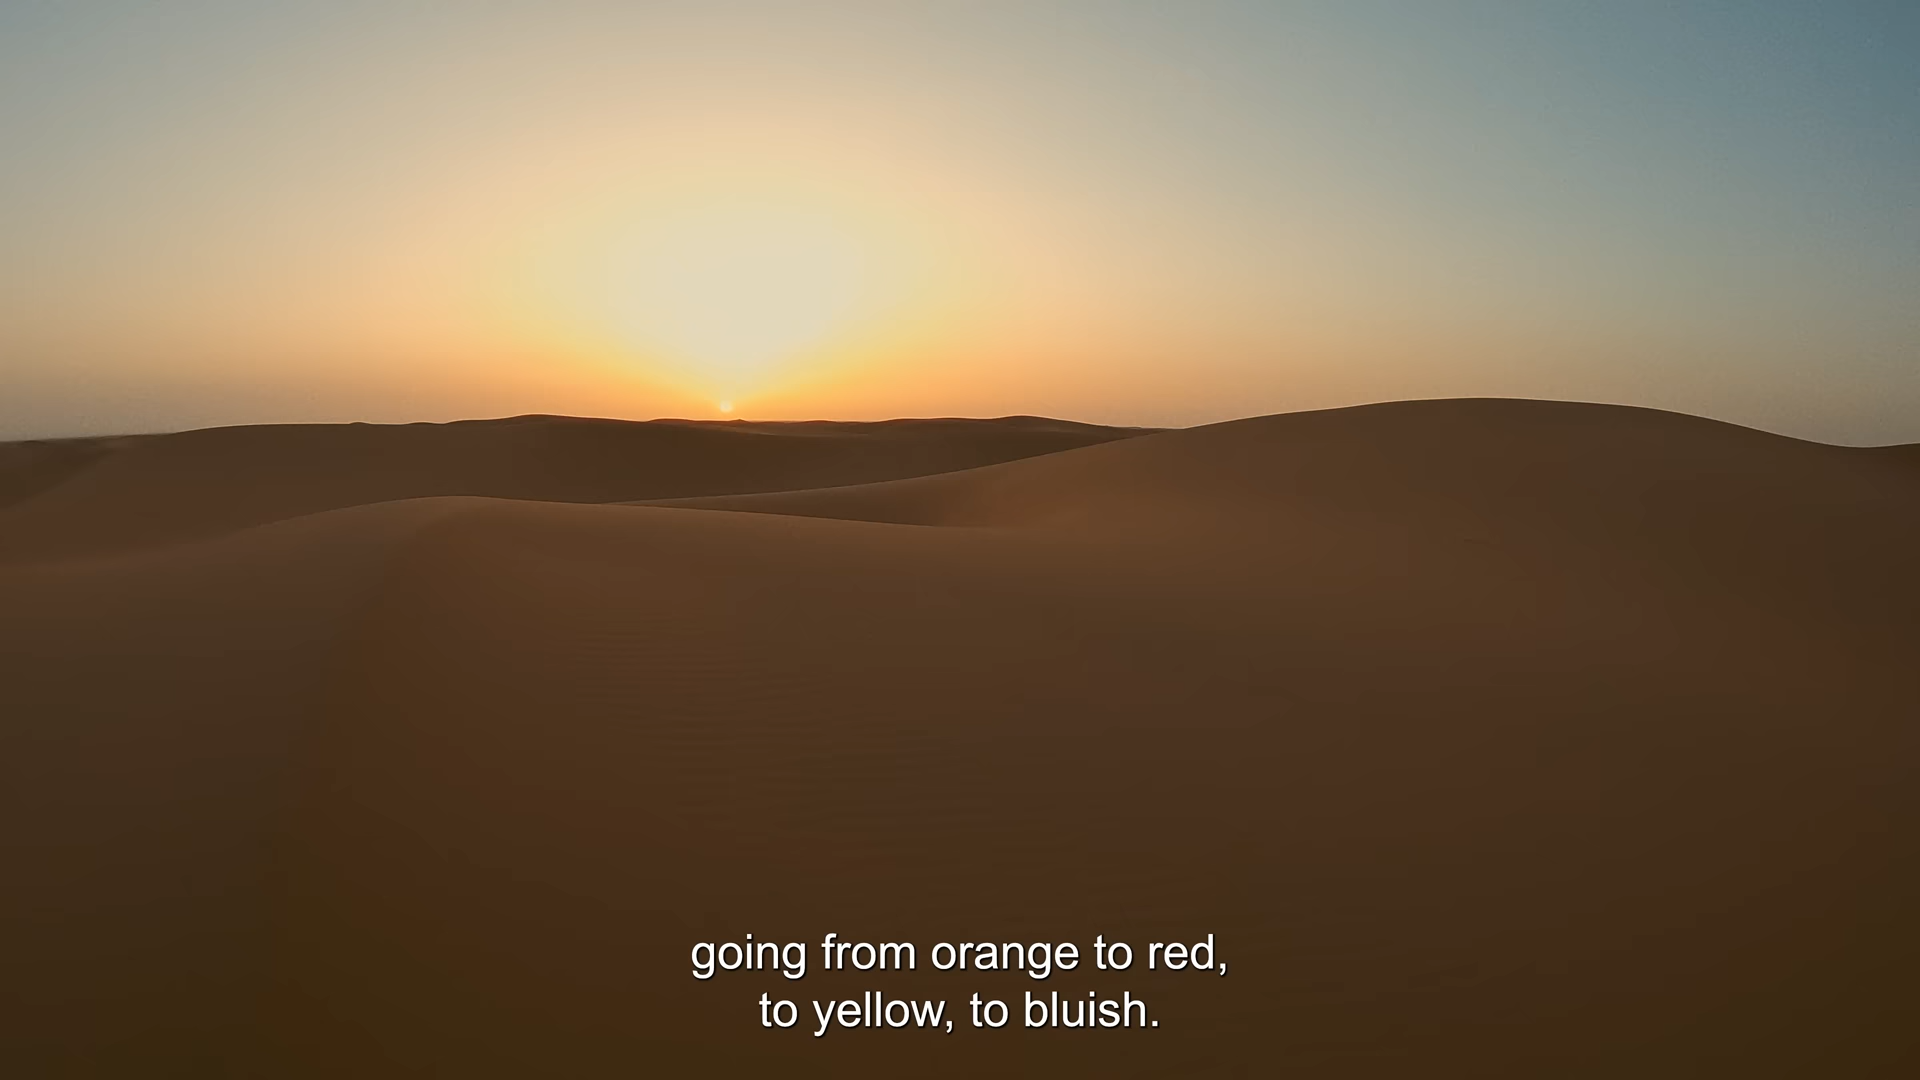 going from orange to red,
to yellow, to bluish.